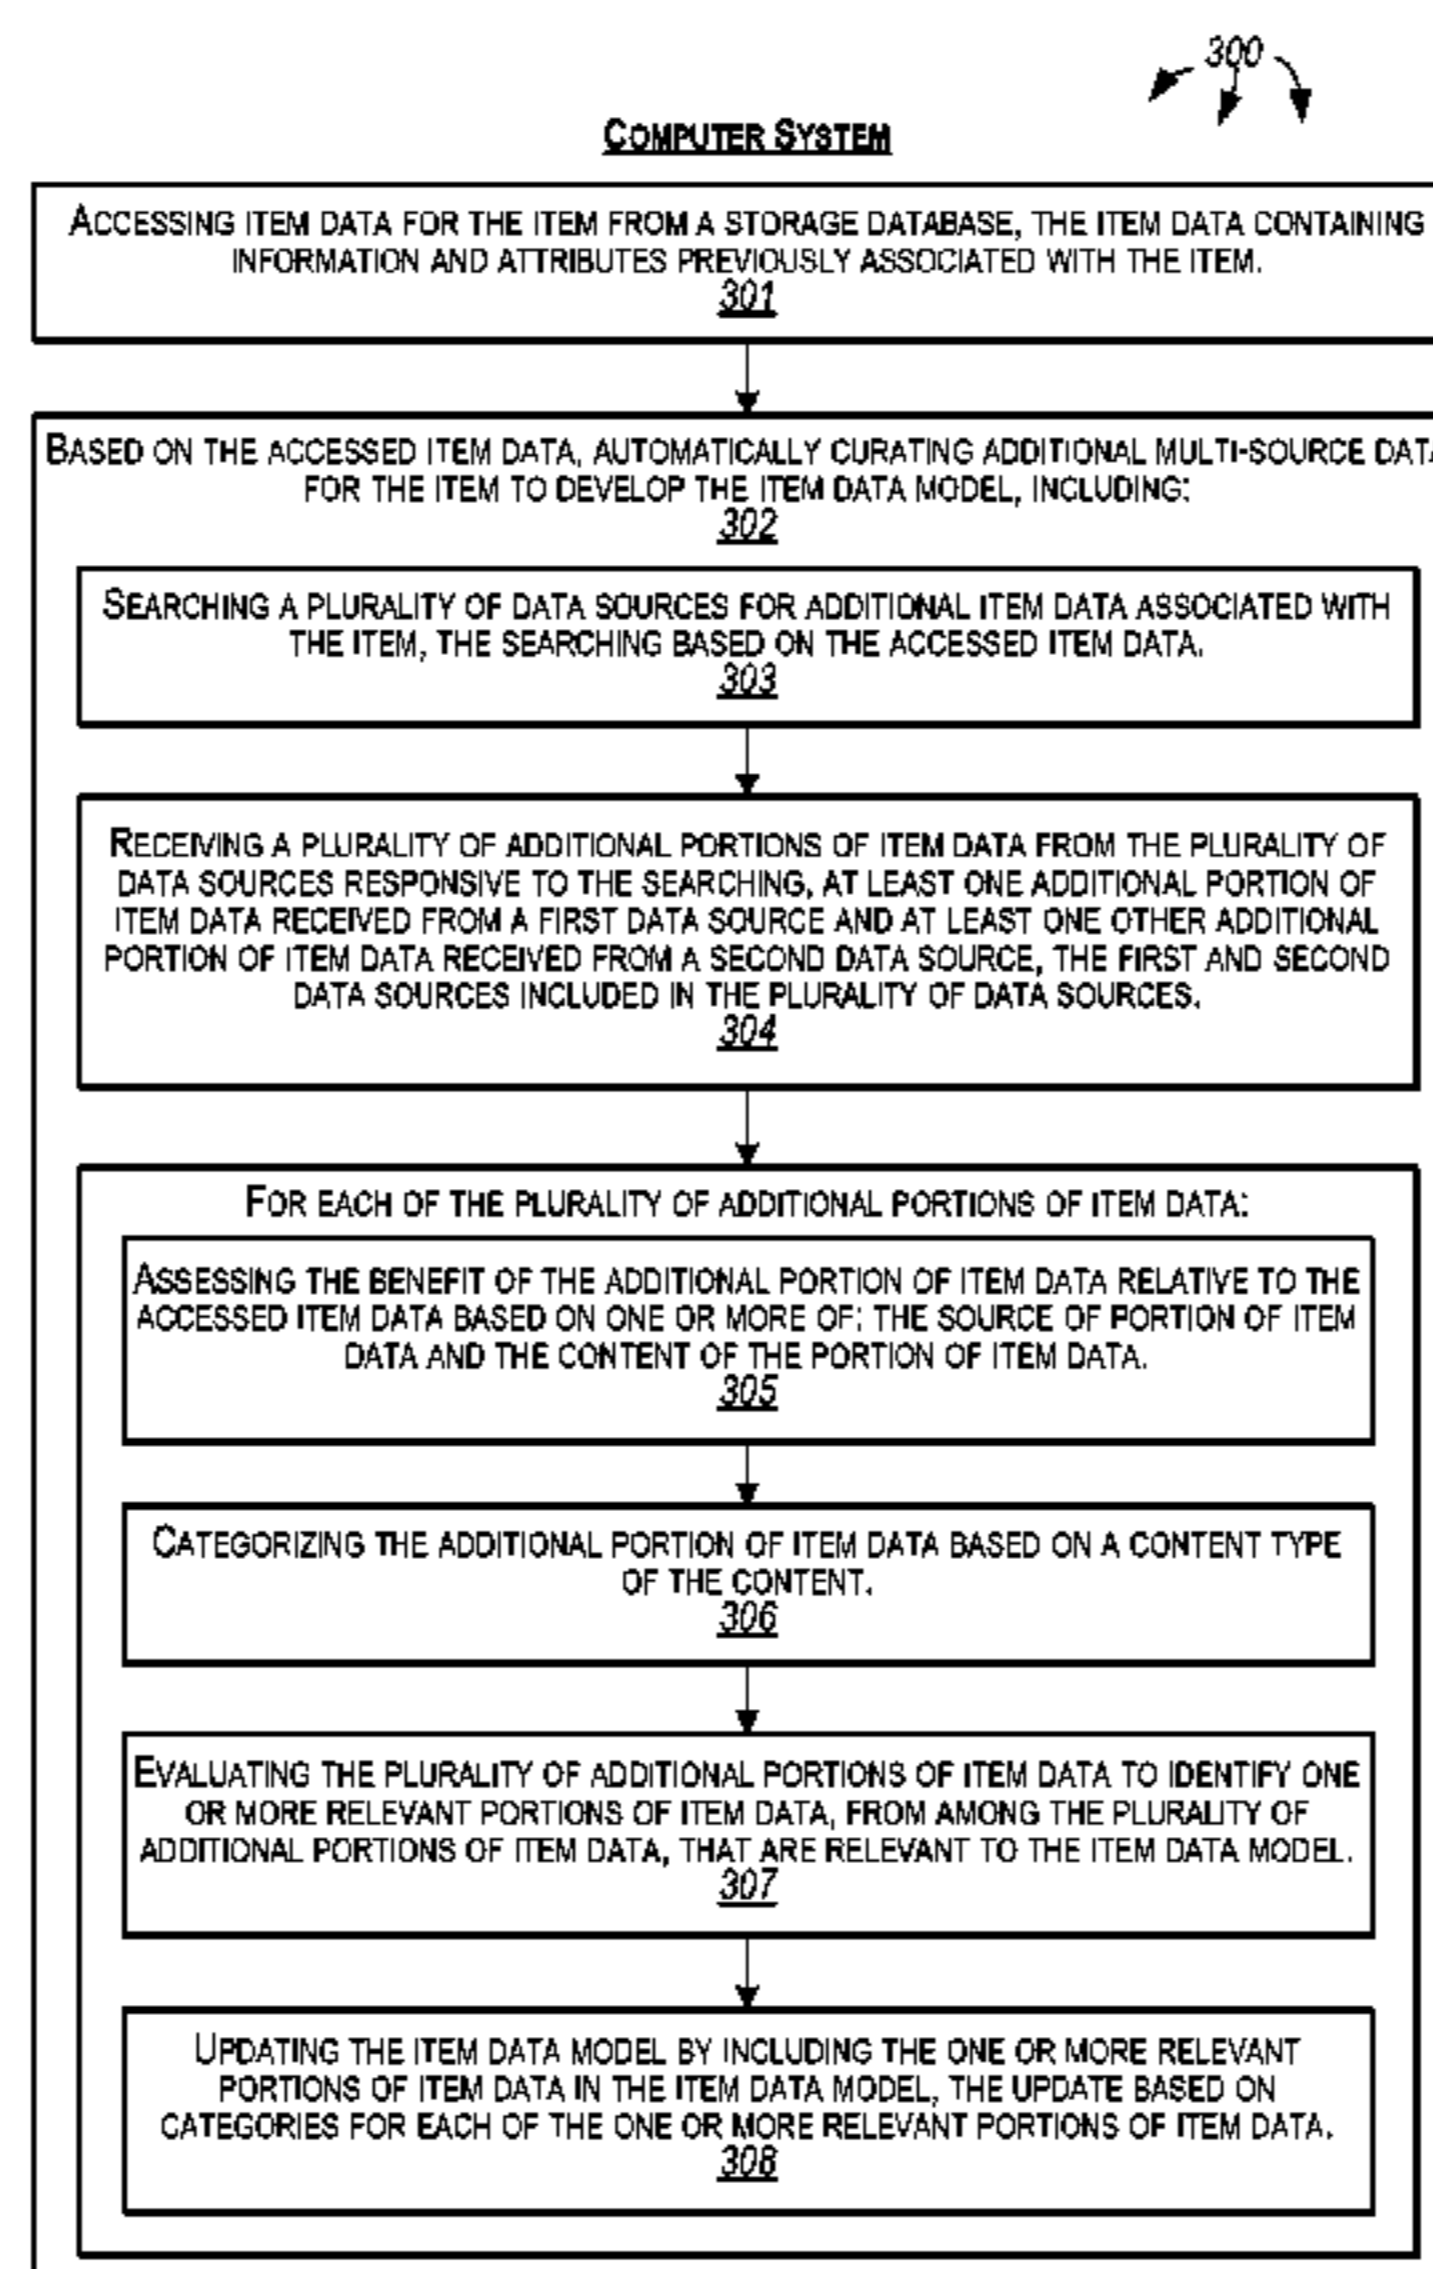 300
COMPUTER SYSTEM
ACCESSING ITEM DATA FOR THE ITEM FROM A STORAGE DATABASE, THE ITEM DATA CONTAINING
INFORMATION AND ATTRIBUTES PREVIOUSLY ASSOCIATED WITH THE ITEM.
301
BASED ON THE ACCESSED ITEM DATA, AUTOMATICALLY CURATING ADDITIONAL MULTI-SOURCE DATA
FOR THE ITEM TO DEVELOP THE ITEM DATA MODEL, INCLUDING:
302
SEARCHING A PLURALITY OF DATA SOURCES FOR ADDITIONAL ITEM DATA ASSOCIATED WITH
THE ITEM, THE SEARCHING BASED ON THE ACCESSED ITEM DATA.
303
RECEIVING A PLURALITY OF ADDITIONAL PORTIONS OF ITEM DATA FROM THE PLURALITY OF
DATA SOURCES RESPONSIVE TO THE SEARCHING, AT LEAST ONE ADDITIONAL PORTION OF
ITEM DATA RECEIVED FROM A FIRST DATA SOURCE AND AT LEAST ONE OTHER ADDITIONAL
PORTION OF ITEM DATA RECEIVED FROM A SECOND DATA SOURCE, THE FIRST AND SECOND
DATA SOURCES INCLUDED IN THE PLURALITY OF DATA SOURCES.
304
FOR EACH OF THE PLURALITY OF ADDITIONAL PORTIONS OF ITEM DATA:
ASSESSING THE BENEFIT OF THE ADDITIONAL PORTION OF ITEM DATA RELATIVE TO THE
ACCESSED ITEM DATA BASED ON ONE OR MORE OF: THE SOURCE OF PORTION OF ITEM
DATA AND THE CONTENT OF THE PORTION OF ITEM DATA.
305
CATEGORIZING THE ADDITIONAL PORTION OF ITEM DATA BASED ON A CONTENT TYPE
OF THE CONTENT.
306
EVALUATING THE PLURALITY OF ADDITIONAL PORTIONS OF ITEM DATA TO IDENTIFY ONE
OR MORE RELEVANT PORTIONS OF ITEM DATA, FROM AMONG THE PLURALITY OF
ADDITIONAL PORTIONS OF ITEM DATA, THAT ARE RELEVANT TO THE ITEM DATA MODEL.
307
UPDATING THE ITEM DATA MODEL BY INCLUDING THE ONE OR MORE RELEVANT
PORTIONS OF ITEM DATA IN THE ITEM DATA MODEL, THE UPDATE BASED ON
CATEGORIES FOR EACH OF THE ONE OR MORE RELEVANT PORTIONS OF ITEM DATA.
308